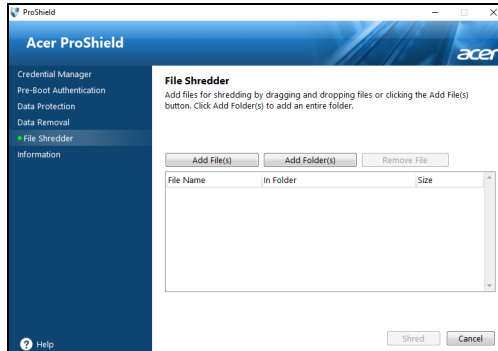 ProShield
Acer ProShield
acer
Credential Manager
Pre-Boot Authentication
Data Protection
Data Removal
File Shredder
Information
Help
File Shredder
Add files for shredding by dragging and dropping files or clicking the Add File(s)
button. Click Add Folder(s) to add an entire folder.
Add File(s) Add Folder(s) Remove File
File Name In Folder Size
Shred Cancel